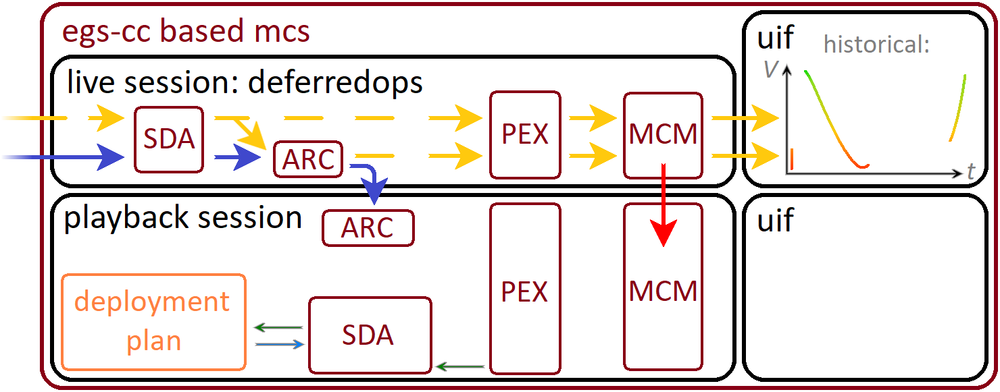 egs-cc based mcs
live session: deferredops
SDA
ARC
PEX
MCM
uif
historical:
V
t
playback session
ARC
deployment
plan
SDA
PEX
MCM
uif